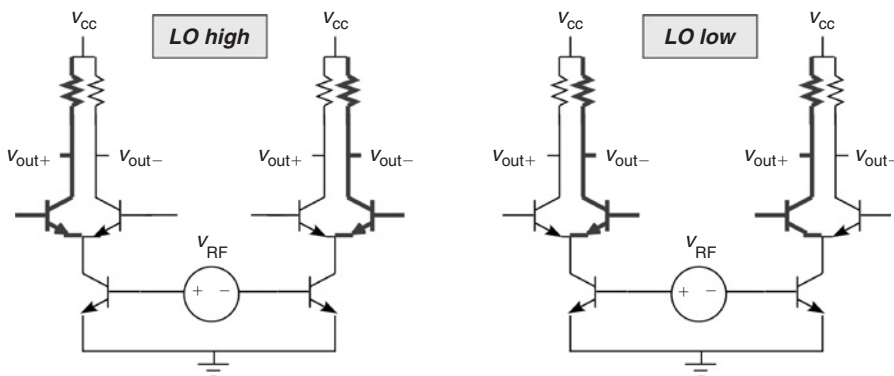 v_cc LO high v_cc
v_out+ v_out− v_out+ v_out−
v_RF
+ −
v_cc LO low v_cc
v_out+ v_out− v_out+ v_out−
v_RF
+ −